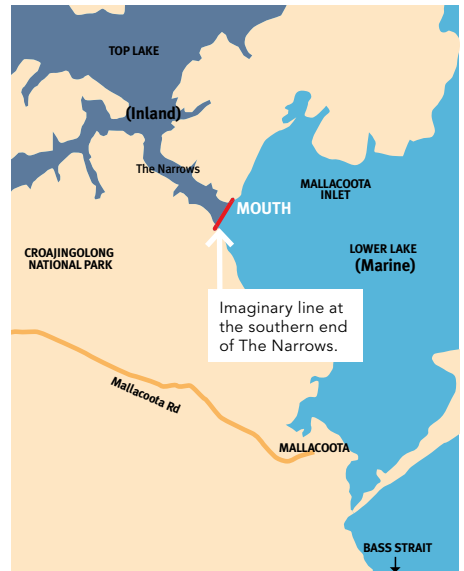 TOP LAKE
(Inland)
The Narrows
MALLACOOTA
INLET
MOUTH
LOWER LAKE
(Marine)
CROAJINGOLONG
NATIONAL PARK
Imaginary line at
the southern end
of The Narrows.
Mallacoota Rd
MALLACOOTA
BASS STRAIT